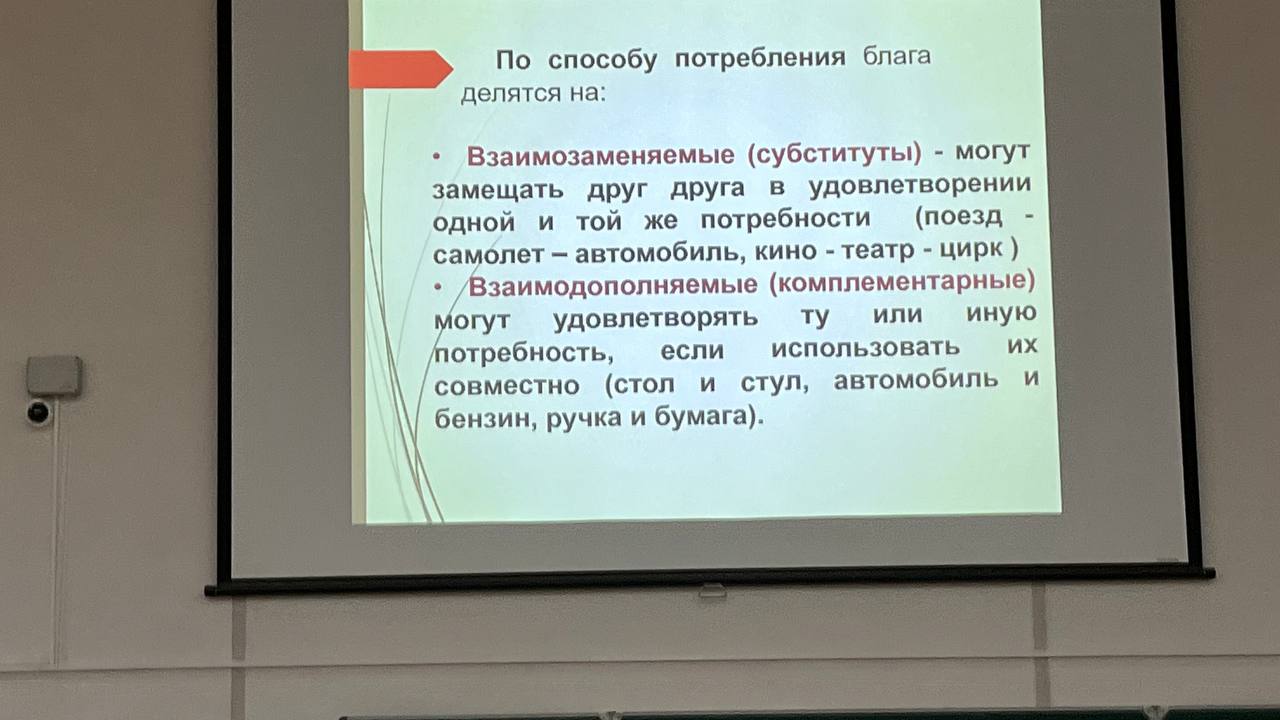 По способу потребления блага
делятся на:
• Взаимозаменяемые (субституты) - могут
замещать друг друга в удовлетворении
одной и той же потребности (поезд -
самолет – автомобиль, кино - театр - цирк )
• Взаимодополняемые (комплементарные)
могут удовлетворять ту или иную
потребность, если использовать их
совместно (стол и стул, автомобиль и
бензин, ручка и бумага).